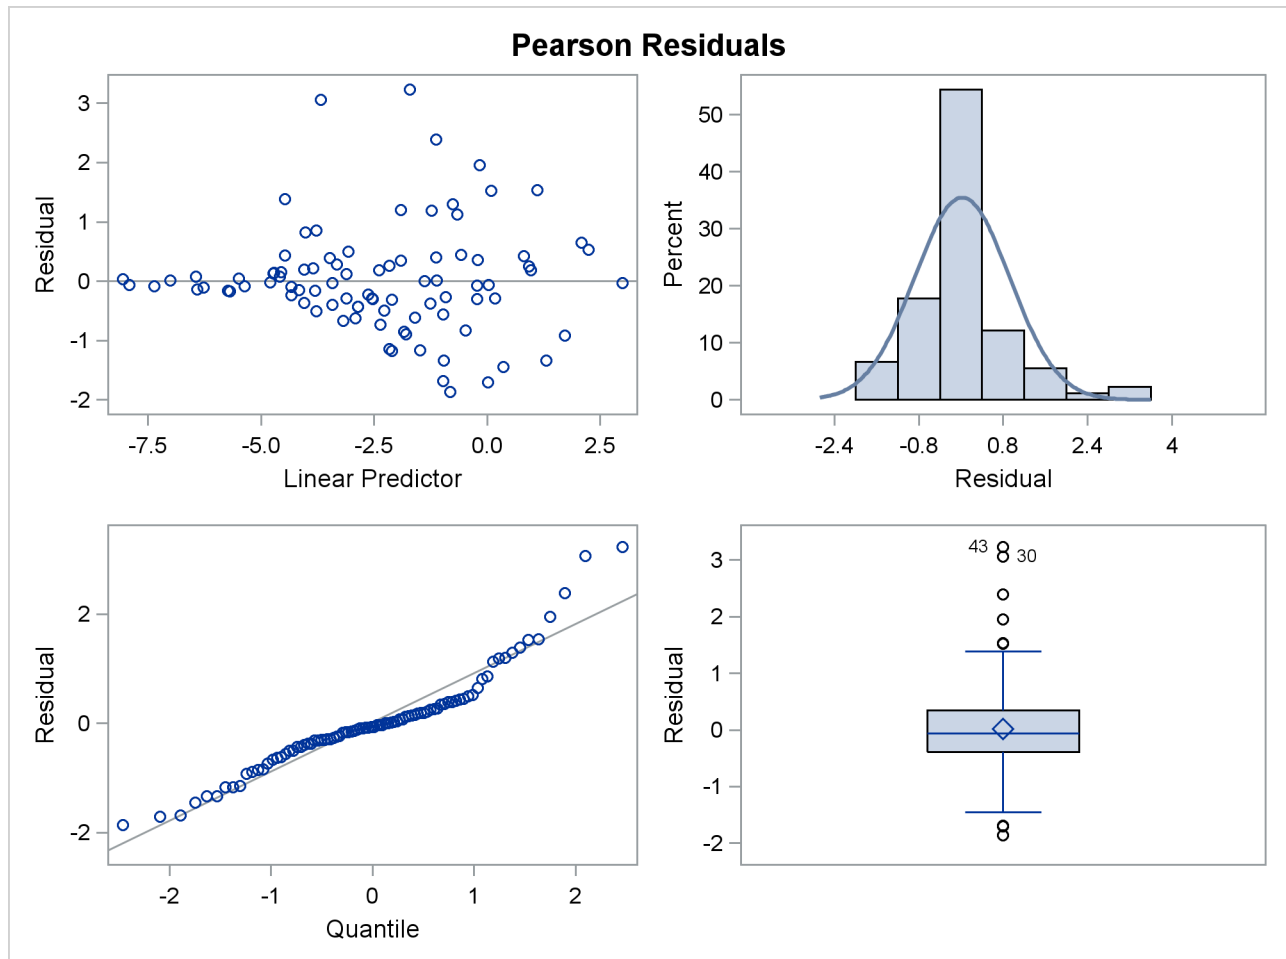 Pearson Residuals
3
2
1
0
-1
-2
Residual
-7.5 -5.0 -2.5 0.0 2.5
Linear Predictor
50
40
30
20
10
0
Percent
-2.4 -0.8 0.8 2.4 4
Residual
2
0
-2
Residual
-2 -1 0 1 2
Quantile
43 30
3
2
1
0
-1
-2
Residual